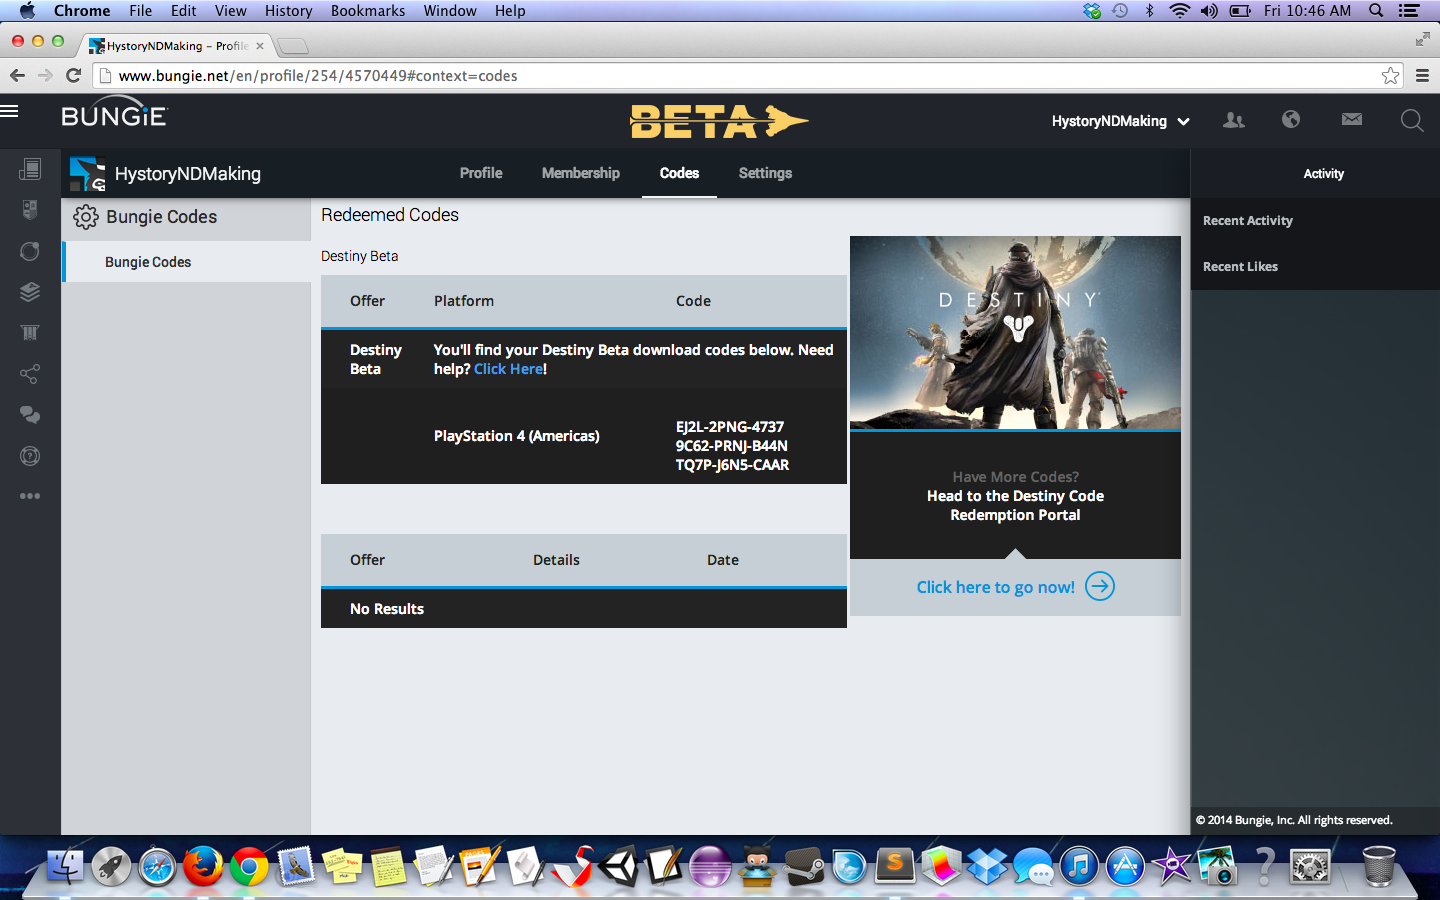 Chrome File Edit View History Bookmarks Window Help Fri 10:46 AM
HystoryNDMaking – Profile
www.bungie.net/en/profile/254/4570449#context=codes
BUNGiE
BETA
HystoryNDMaking
HystoryNDMaking
Profile Membership Codes Settings
Activity
Bungie Codes
Bungie Codes
Redeemed Codes
Destiny Beta
Offer Platform Code
Destiny Beta
You'll find your Destiny Beta download codes below. Need
help? Click Here!
PlayStation 4 (Americas)
EJ2L-2PNG-4737
9C62-PRNJ-B44N
TQ7P-J6N5-CAAR
Offer Details Date
No Results
DESTINY
Have More Codes?
Head to the Destiny Code
Redemption Portal
Click here to go now!
Recent Activity
Recent Likes
© 2014 Bungie, Inc. All rights reserved.